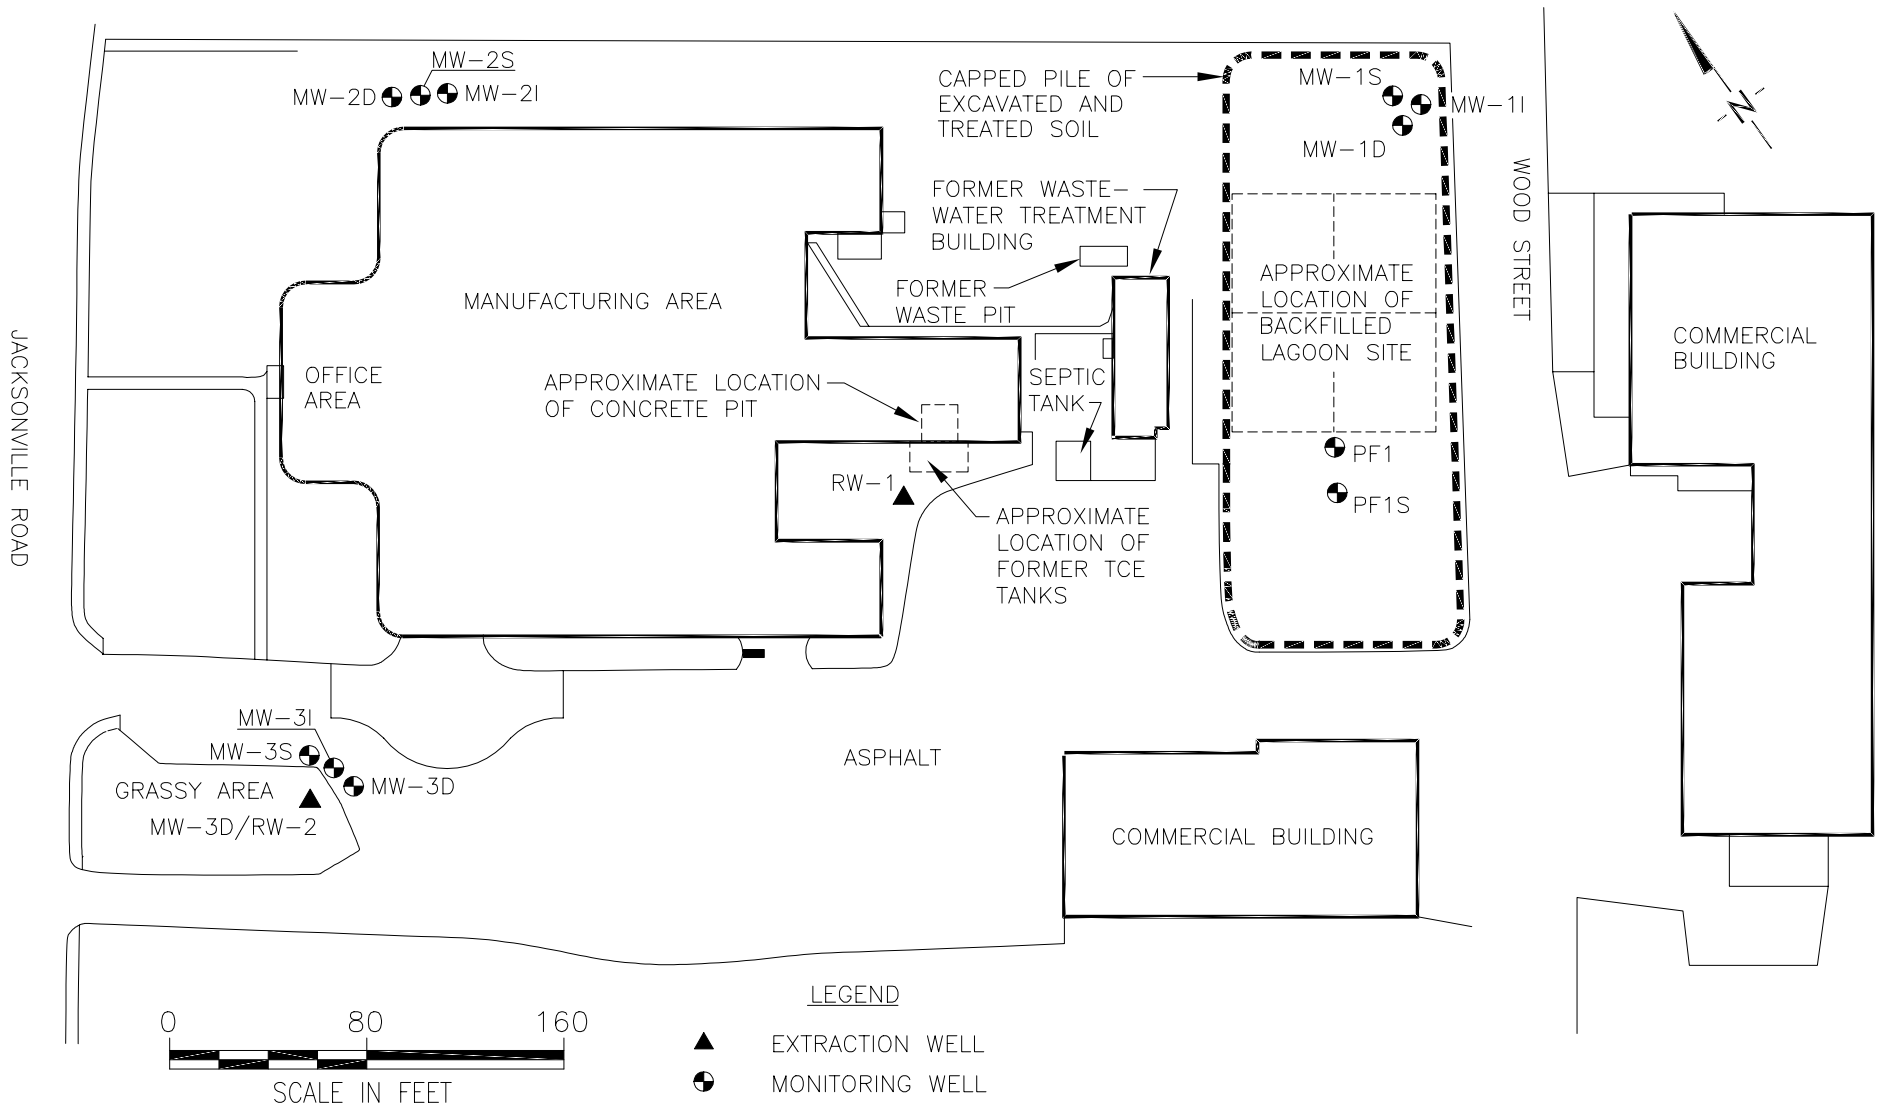 MW-2S
MW-2D
MW-2I
CAPPED PILE OF
EXCAVATED AND
TREATED SOIL
MW-1S
MW-1I
MW-1D
N
FORMER WASTE-
WATER TREATMENT
BUILDING
WOOD STREET
MANUFACTURING AREA
FORMER
WASTE PIT
APPROXIMATE
LOCATION OF
BACKFILLED
LAGOON SITE
COMMERCIAL
BUILDING
JACKSONVILLE ROAD
OFFICE
AREA
APPROXIMATE LOCATION
OF CONCRETE PIT
SEPTIC
TANK
PF1
RW-1
PF1S
APPROXIMATE
LOCATION OF
FORMER TCE
TANKS
MW-3I
MW-3S
MW-3D
GRASSY AREA
MW-3D/RW-2
ASPHALT
COMMERCIAL BUILDING
LEGEND
0 80 160
SCALE IN FEET
EXTRACTION WELL
MONITORING WELL